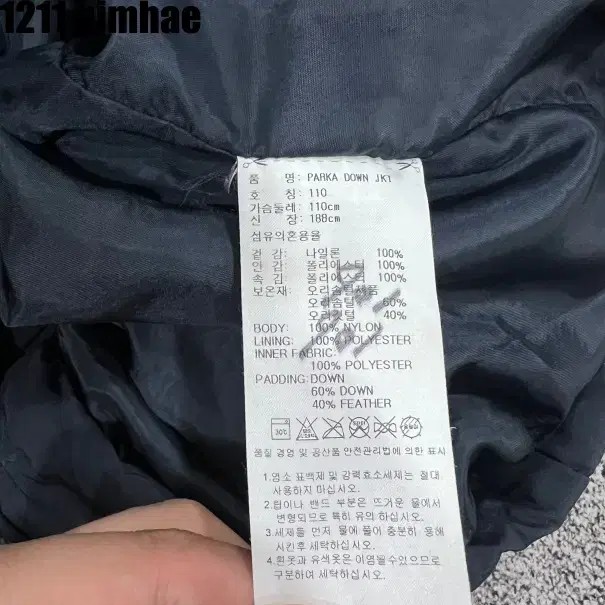 1211 kimhae
품 명: PARKA DOWN JK1
호 칭: 110
가슴둘레: 110cm
신 장: 188cm
섬유의혼용율
겉 감: 나일론 100%
안 감: 폴리에스터 100%
속 감: 폴리에스터 100%
보온재: 오리솜털제품
오리솜털 60%
오리깃털 40%
BODY: 100% NYLON
LINING: 100% POLYESTER
INNER FABRIC:
100% POLYESTER
PADDING: DOWN
60% DOWN
40% FEATHER
30℃
품질 경영 및 공산품 안전관리법에 의한 표시
1.염소 표백제 및 강력효소세제는 절대
사용하지 마십시오.
2.립이나 밴드 부분은 뜨거운 물에서
변형되므로 특히 유의 하십시오.
3.세제를 먼저 물에 풀어 충분히 용해
시킨후 세탁하십시오.
4.흰옷과 유색옷은 이염될수있으므로
구분하여 세탁하십시오.